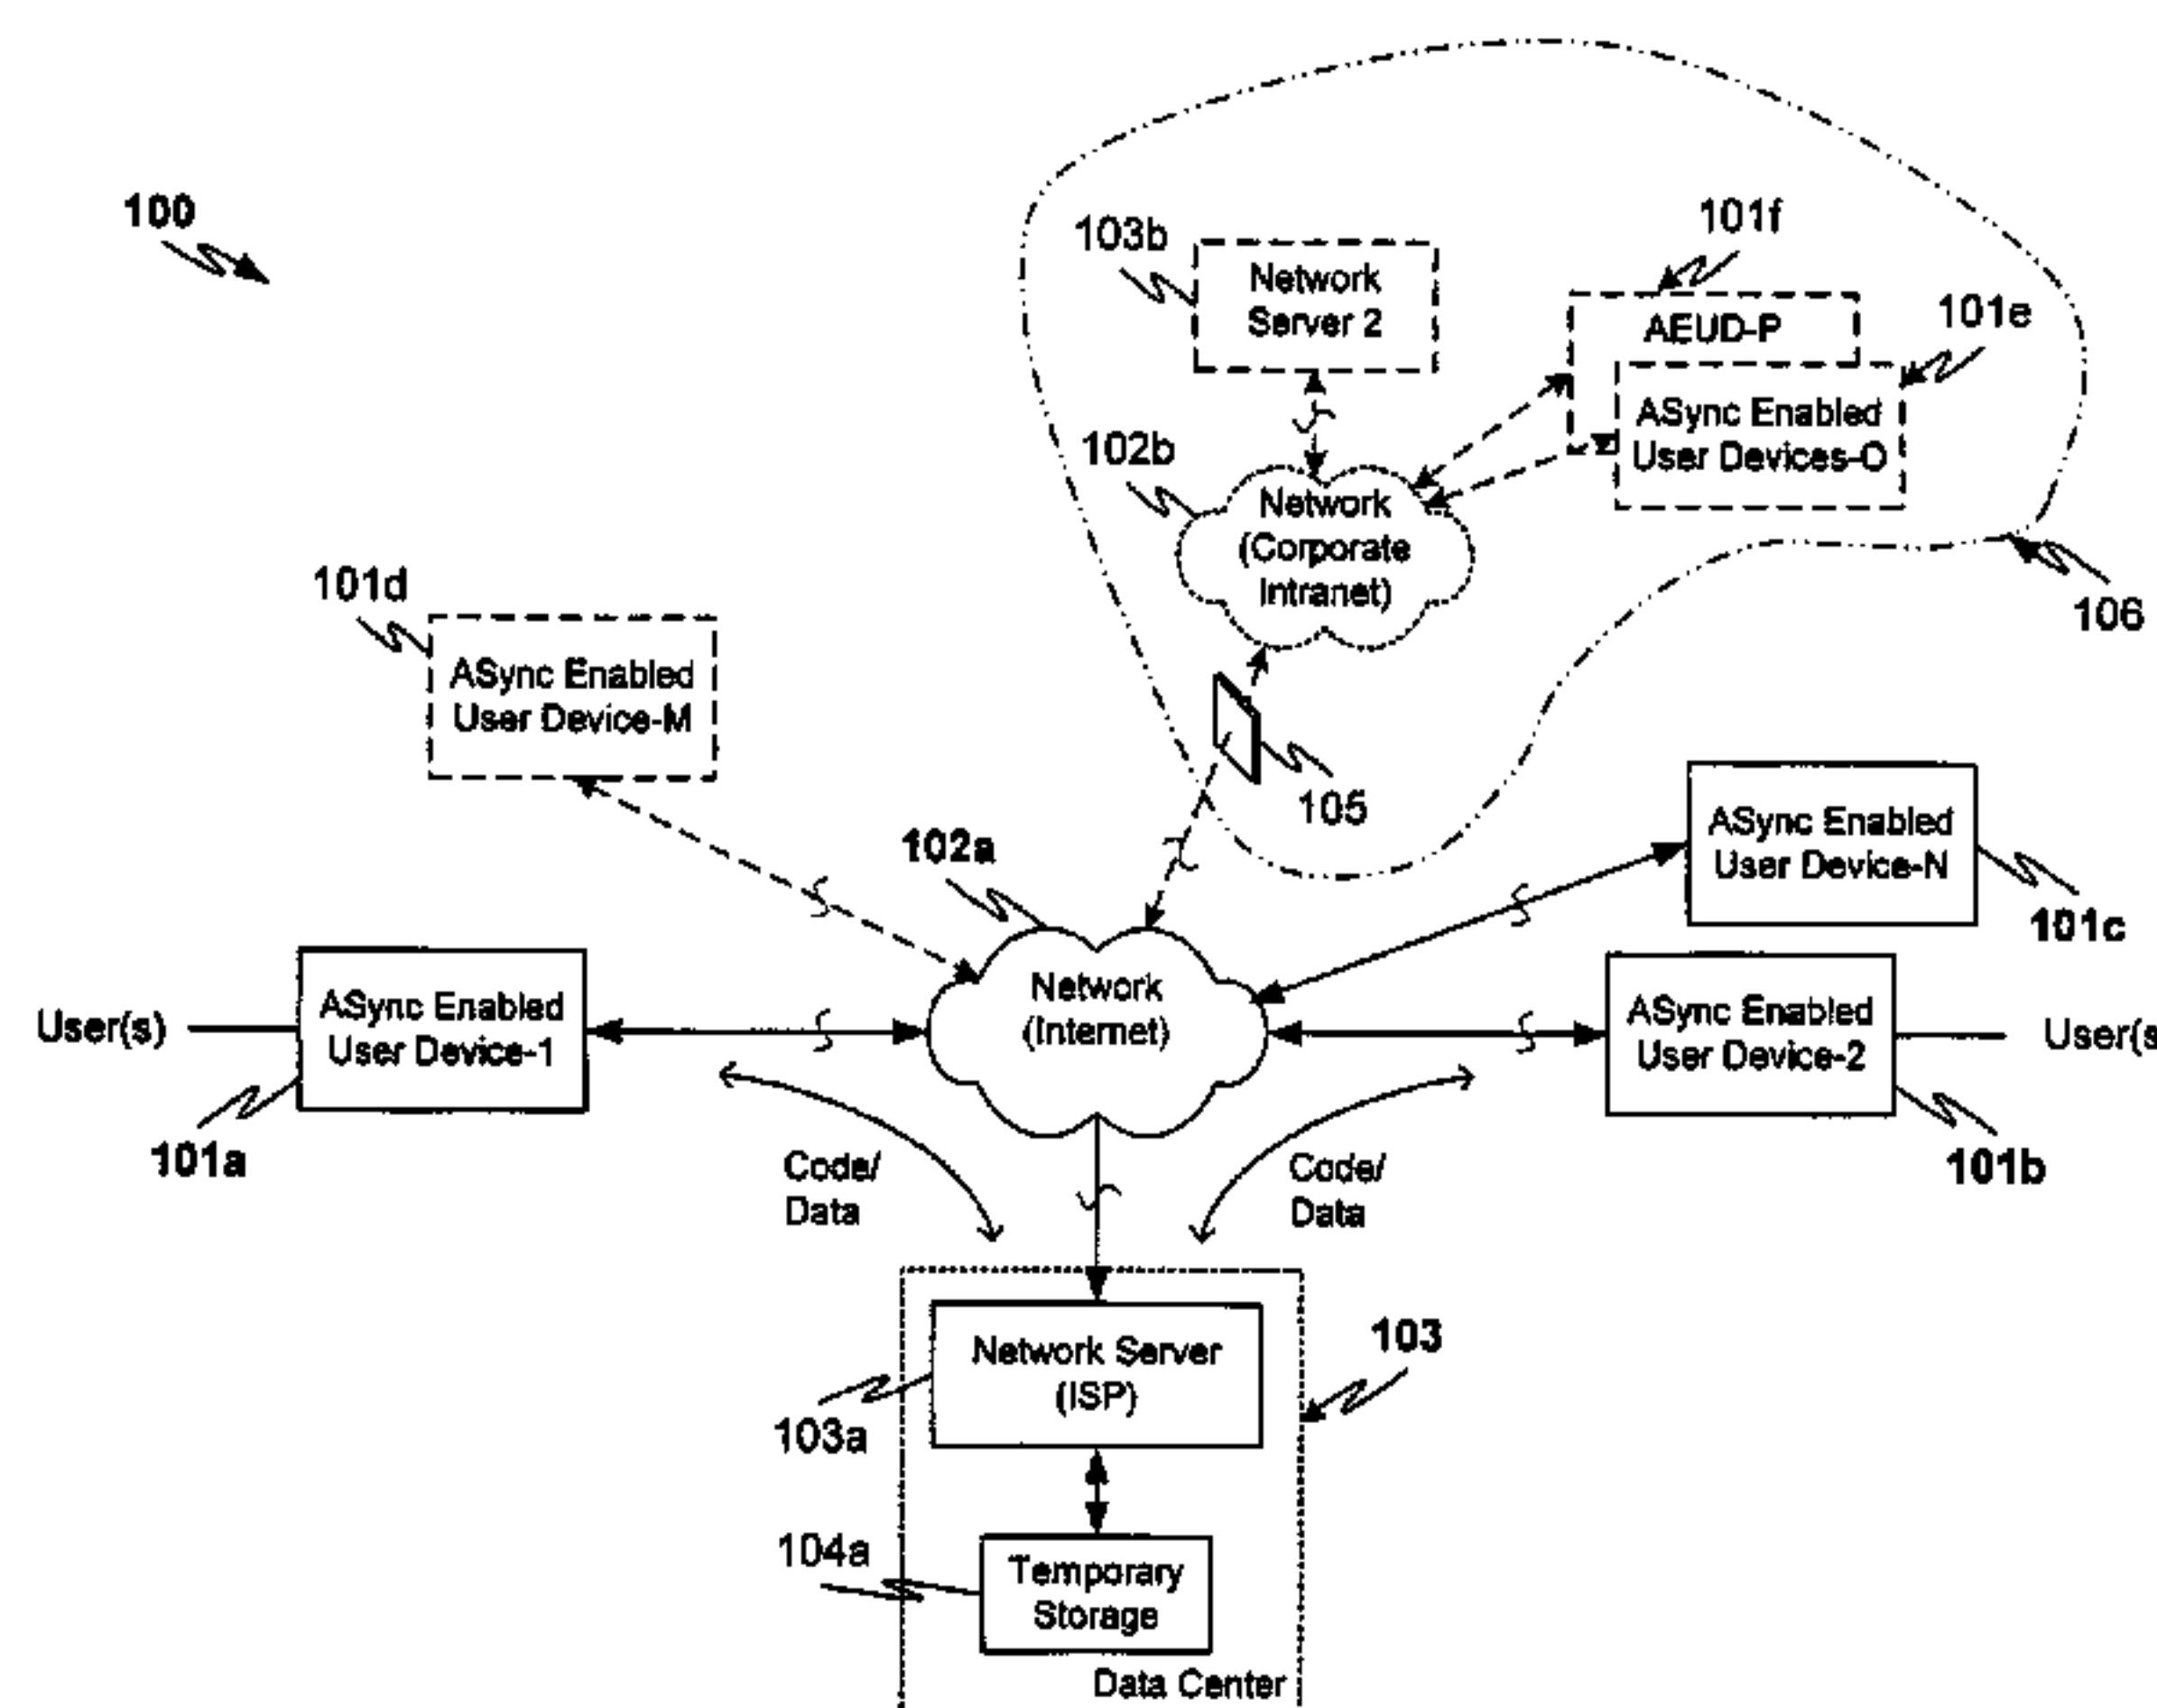 100
103b
Network
Server 2
101f
AEUD-P
101e
ASync Enabled
User Devices-O
102b
Network
(Corporate
Intranet)
106
101d
ASync Enabled
User Device-M
105
102a
ASync Enabled
User Device-N
101c
User(s)
ASync Enabled
User Device-1
101a
Network
(Internet)
ASync Enabled
User Device-2
User(s
101b
Code/
Data
Code/
Data
Network Server
(ISP)
103
103a
104a
Temporary
Storage
Data Center